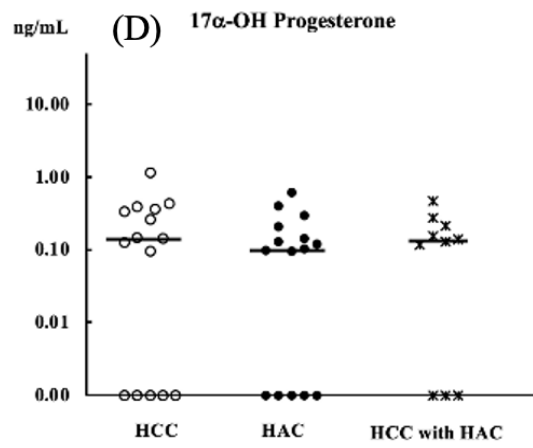 ng/mL (D) 17α-OH Progesterone
10.00
1.00
0.10
0.01
0.00
HCC HAC HCC with HAC